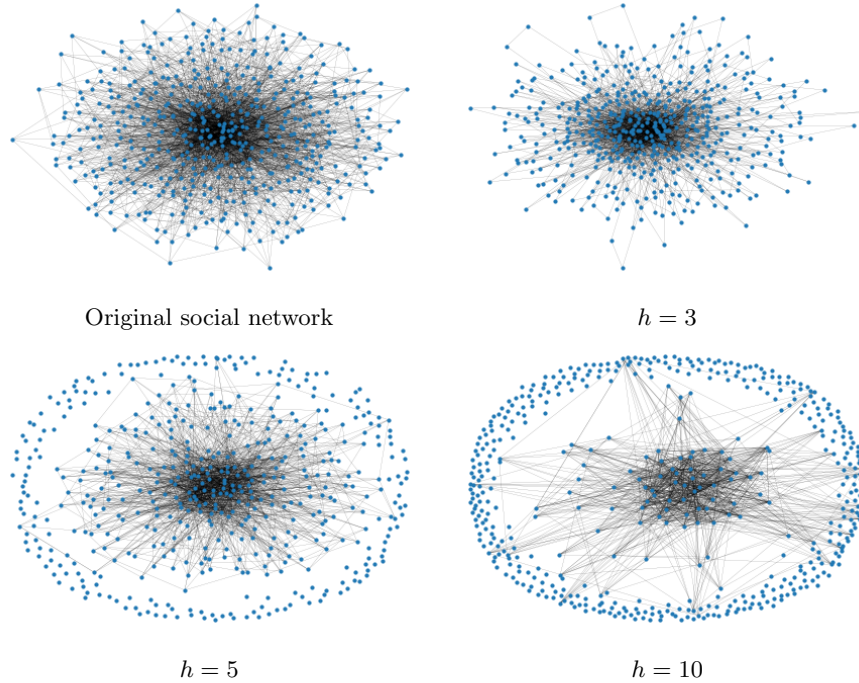 Original social network
h = 3
h = 5
h = 10